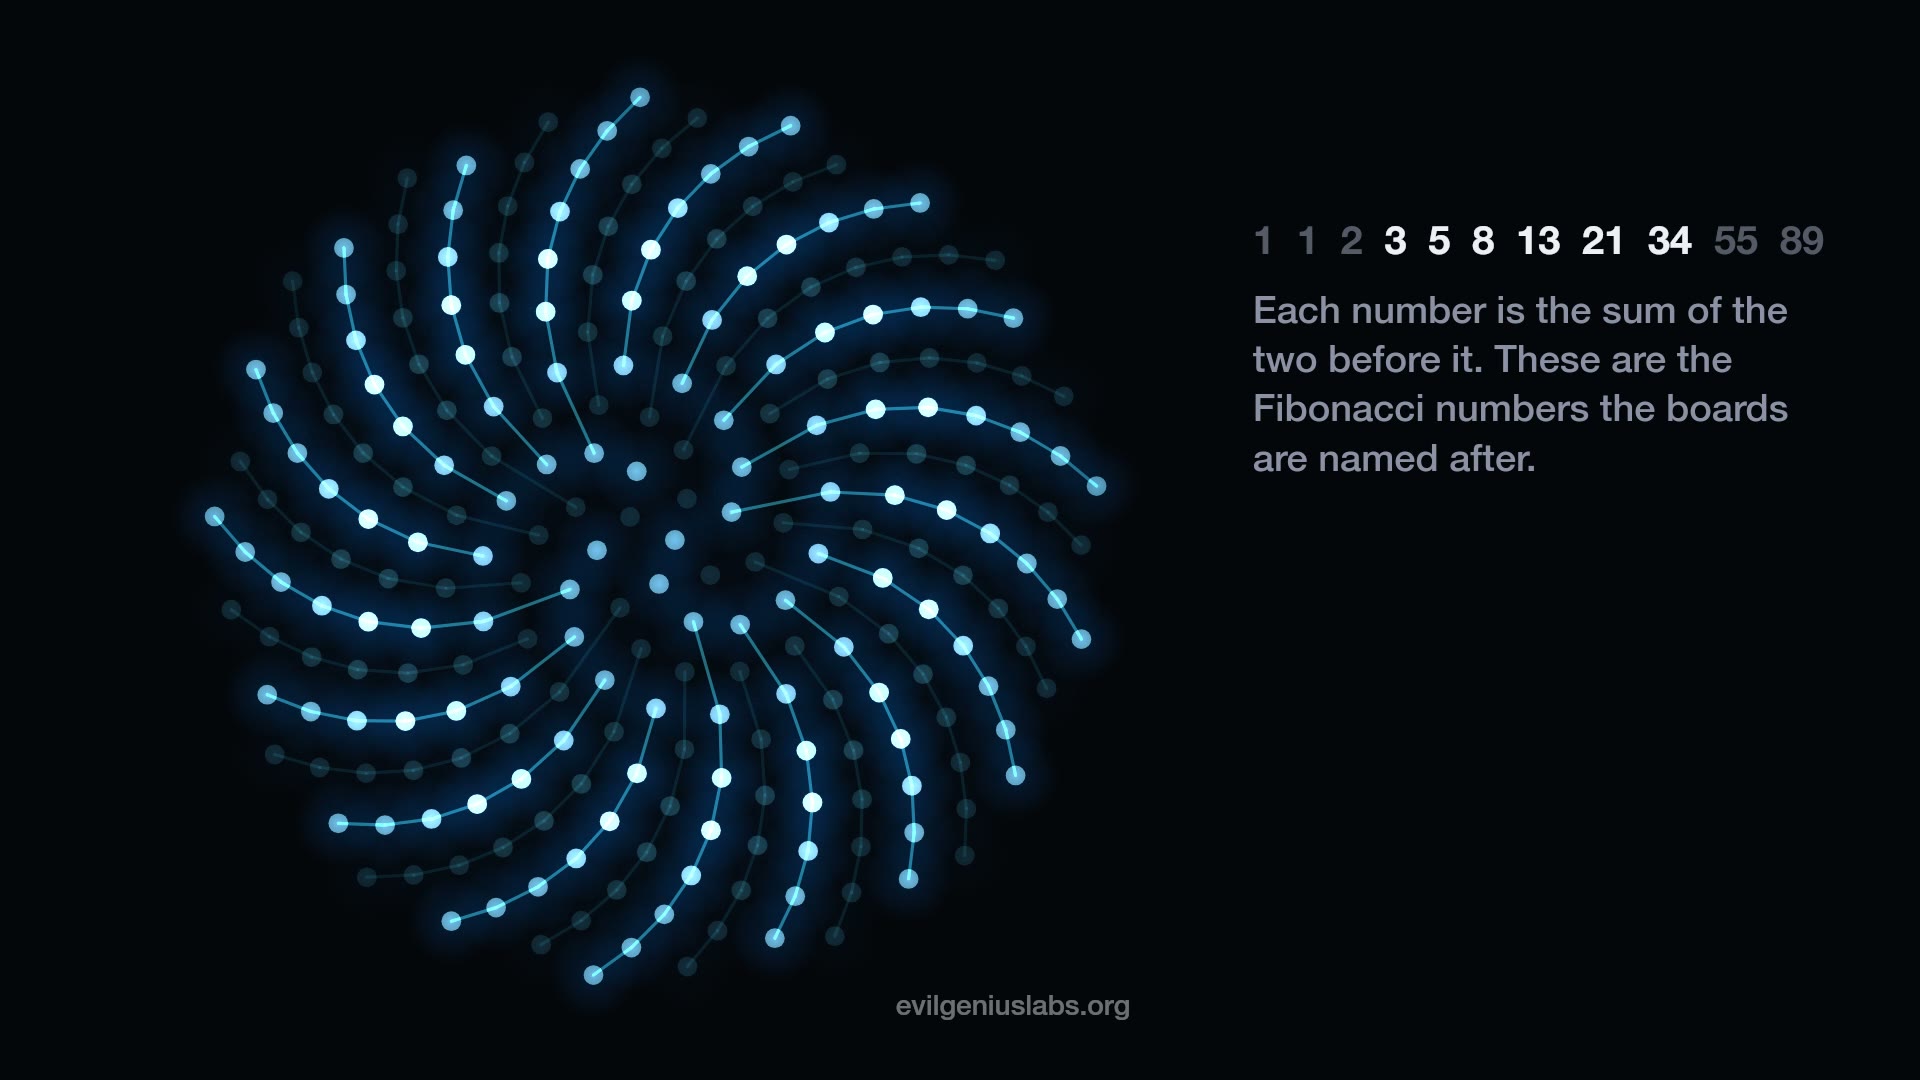 1 1 2 3 5 8 13 21 34 55 89
Each number is the sum of the
two before it. These are the
Fibonacci numbers the boards
are named after.
evilgeniuslabs.org